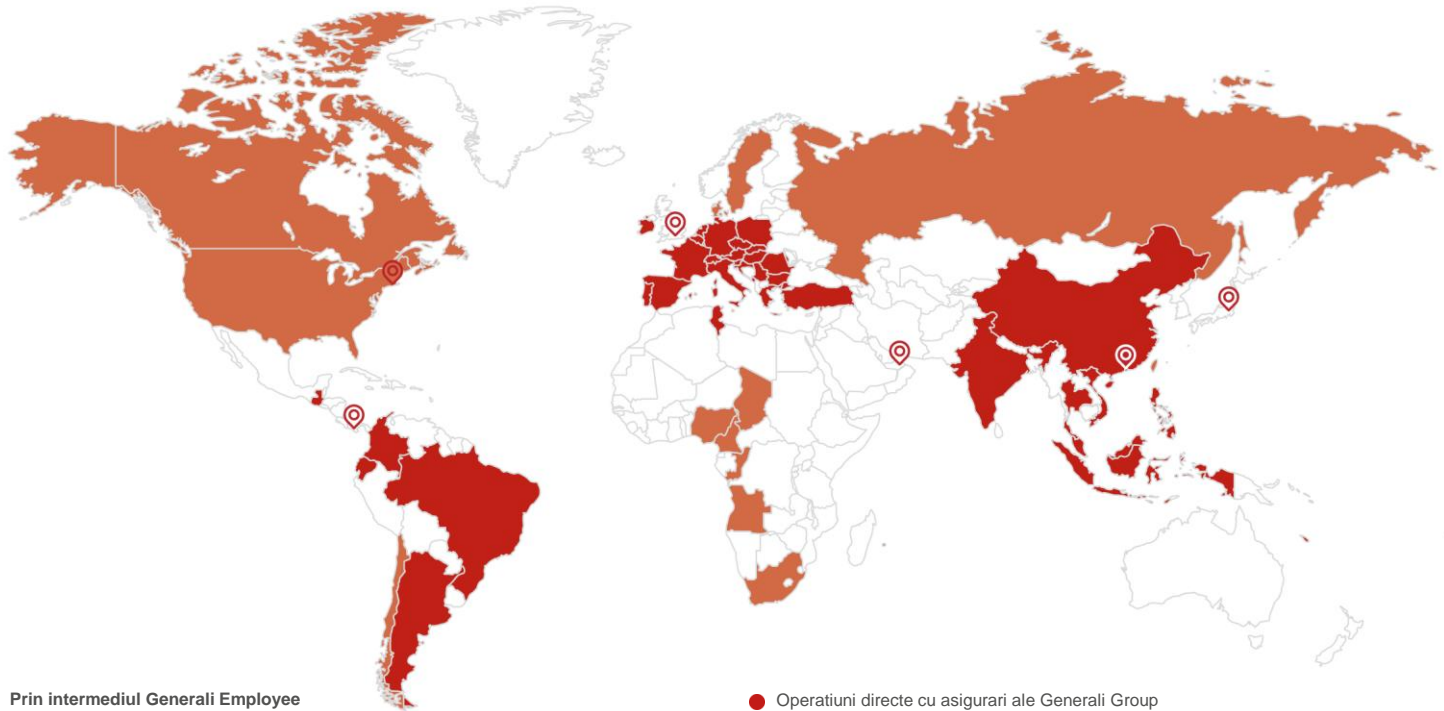 Prin intermediul Generali Employee
Operatiuni directe cu asigurari ale Generali Group